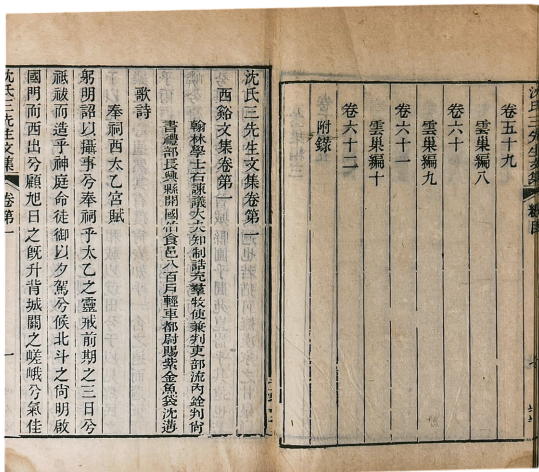 沈氏三先生文集
卷五十九
雲巢編八
卷六十
雲巢編九
卷六十一
雲巢編十
卷六十二
附錄
沈氏三先生文集卷第一
西谿文集卷第一
翰林學士右諫議大夫知制誥充羣牧使兼判吏部流內銓判尚
書禮部長興縣開國伯食邑八百戶輕車都尉賜紫金魚袋沈遘
歌詩
奉祠西太乙宮賦
躬明詔以攝事兮奉祠乎太乙之靈戒前期之三日兮
祇祓而造乎神庭命徒御以夕駕兮候北斗之尚明啟
國門而西出兮顧旭日之旣升背城闕之嵯峨兮氣佳
沈氏三先生文集
卷第一
一